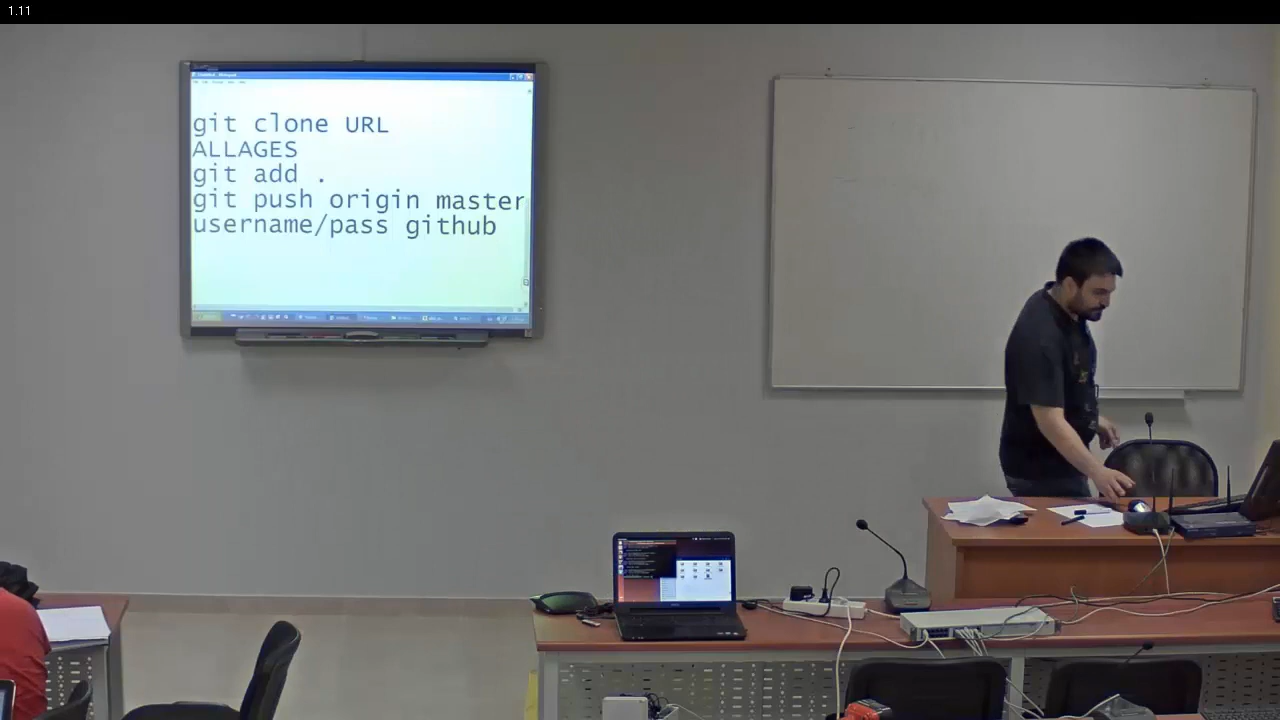 1.11
git clone URL
ALLAGES
git add .
git push origin master
username/pass github